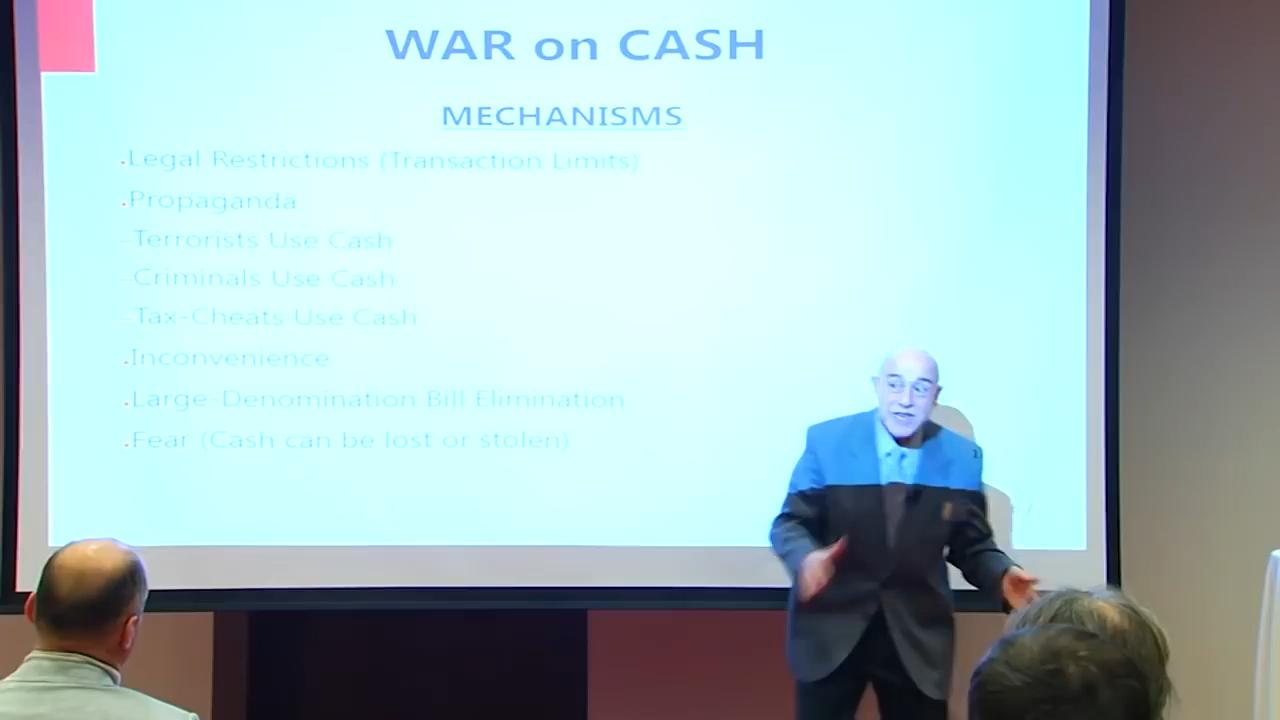 WAR on CASH
MECHANISMS
.Legal Restrictions (Transaction Limits)
.Propaganda
–Terrorists Use Cash
–Criminals Use Cash
–Tax-Cheats Use Cash
.Inconvenience
.Large-Denomination Bill Elimination
.Fear (Cash can be lost or stolen)